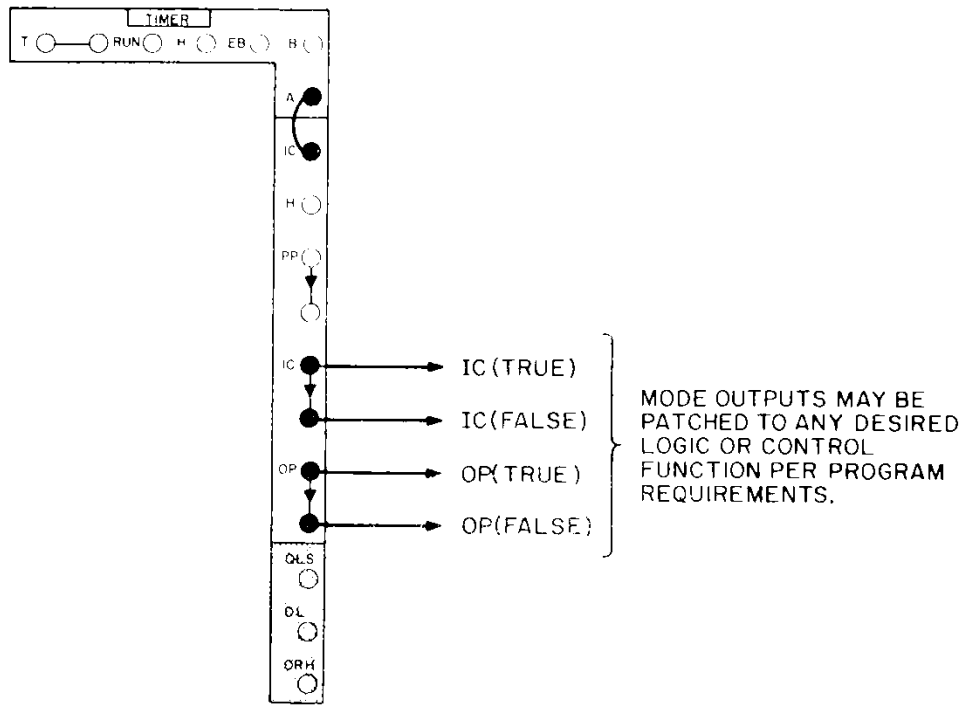 TIMER
T RUN H EB B
A
IC
H
PP
IC IC(TRUE)
IC(FALSE)
OP OP(TRUE)
OP(FALSE)
MODE OUTPUTS MAY BE
PATCHED TO ANY DESIRED
LOGIC OR CONTROL
FUNCTION PER PROGRAM
REQUIREMENTS.
OLS
OL
ORH